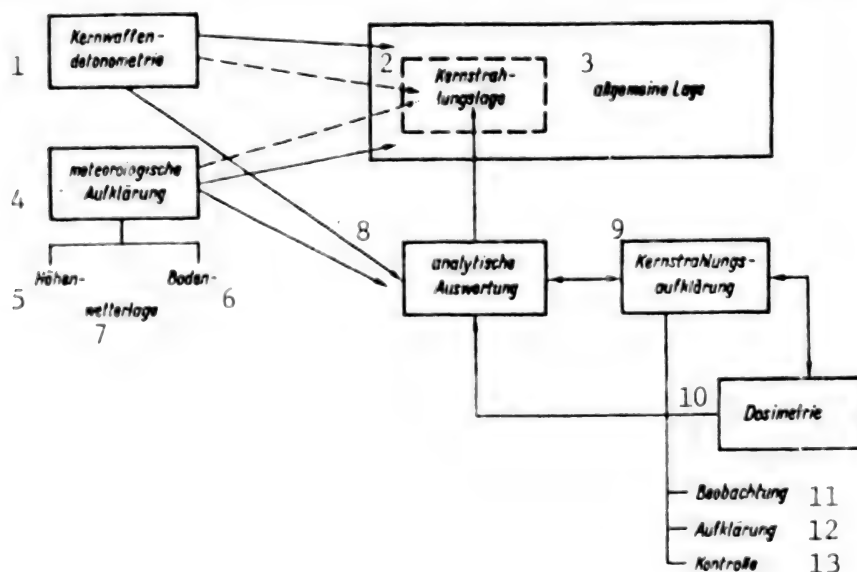 Kernwaffen-
detonometrie
1
2
Kernstrah-
lungslage
3
allgemeine Lage
meteorologische
Aufklärung
4
8
9
analytische
Auswertung
Kernstrahlungs-
aufklärung
5
Höhen-
Boden-
6
wetterlage
7
10
Dosimetrie
Beobachtung 11
Aufklärung 12
Kontrolle 13